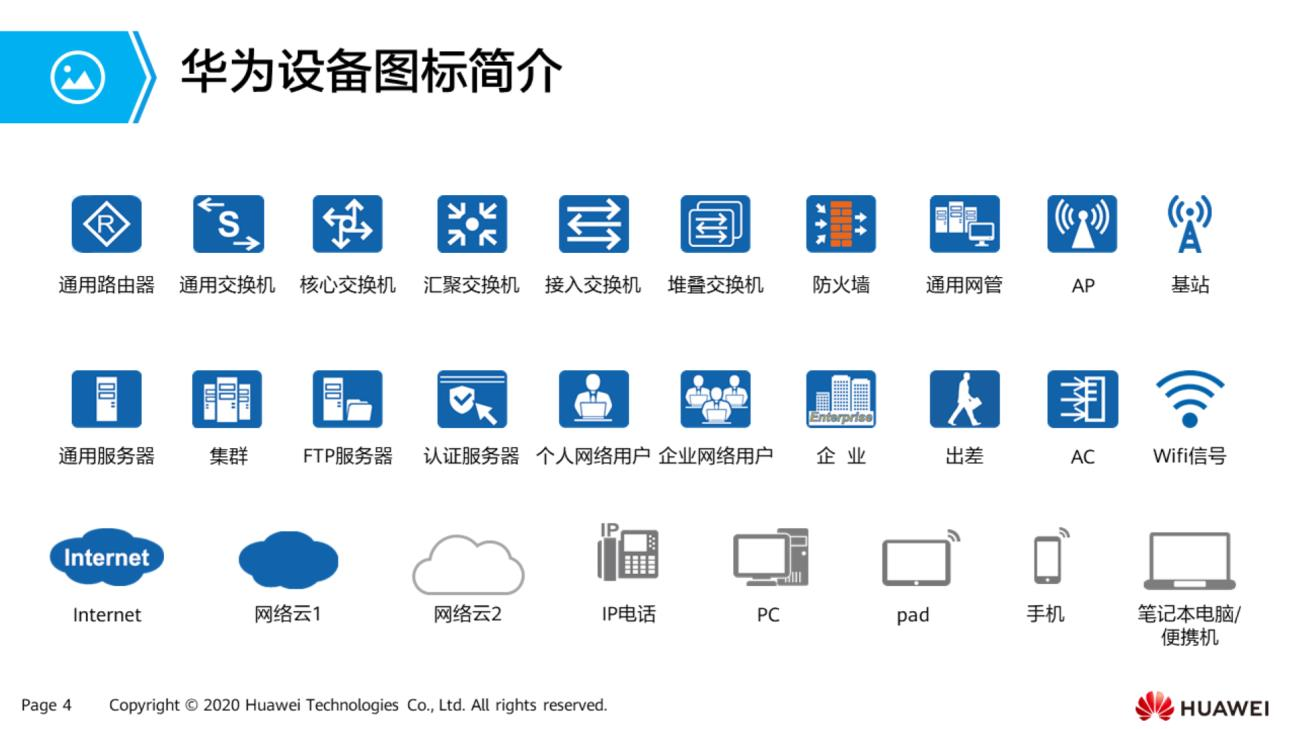 华为设备图标简介
R
S
通用路由器 通用交换机 核心交换机 汇聚交换机 接入交换机 堆叠交换机 防火墙 通用网管 AP 基站
Enterprise
通用服务器 集群 FTP服务器 认证服务器 个人网络用户 企业网络用户 企 业 出差 AC Wifi信号
IP
Internet
Internet 网络云1 网络云2 IP电话 PC pad 手机 笔记本电脑/
便携机
Page 4 Copyright © 2020 Huawei Technologies Co., Ltd. All rights reserved.
HUAWEI